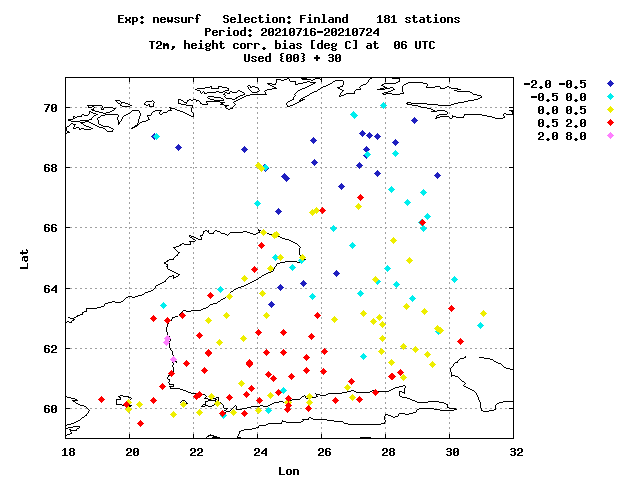 Exp: newsurf Selection: Finland 181 stations
Period: 20210716-20210724
T2m, height corr. bias [deg C] at 06 UTC
Used {00} + 30
-2.0 -0.5
-0.5 0.0
0.0 0.5
0.5 2.0
2.0 8.0
70
68
66
64
62
60
Lat
18 20 22 24 26 28 30 32
Lon